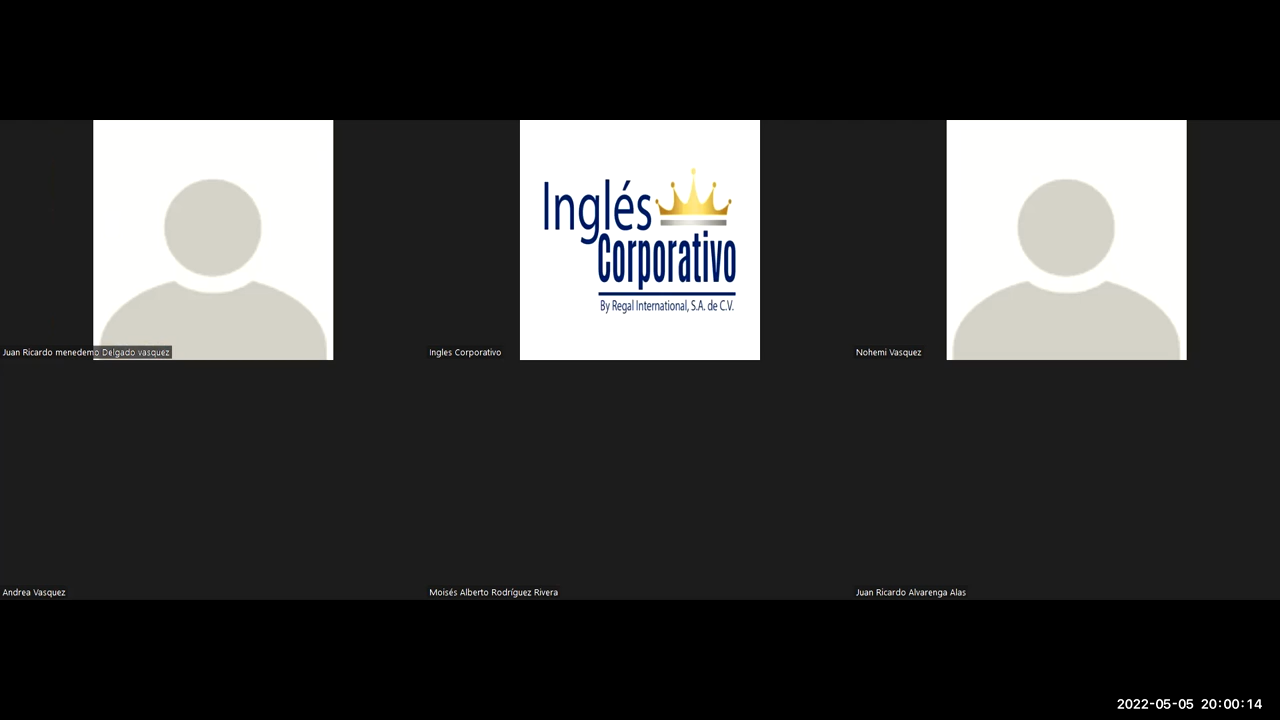 Inglés
Corporativo
By Regal International, S.A. de C.V.
Juan Ricardo menedemo Delgado vasquez
Ingles Corporativo
Nohemi Vasquez
Andrea Vasquez
Moisés Alberto Rodríguez Rivera
Juan Ricardo Alvarenga Alas
2022-05-05 20:00:14